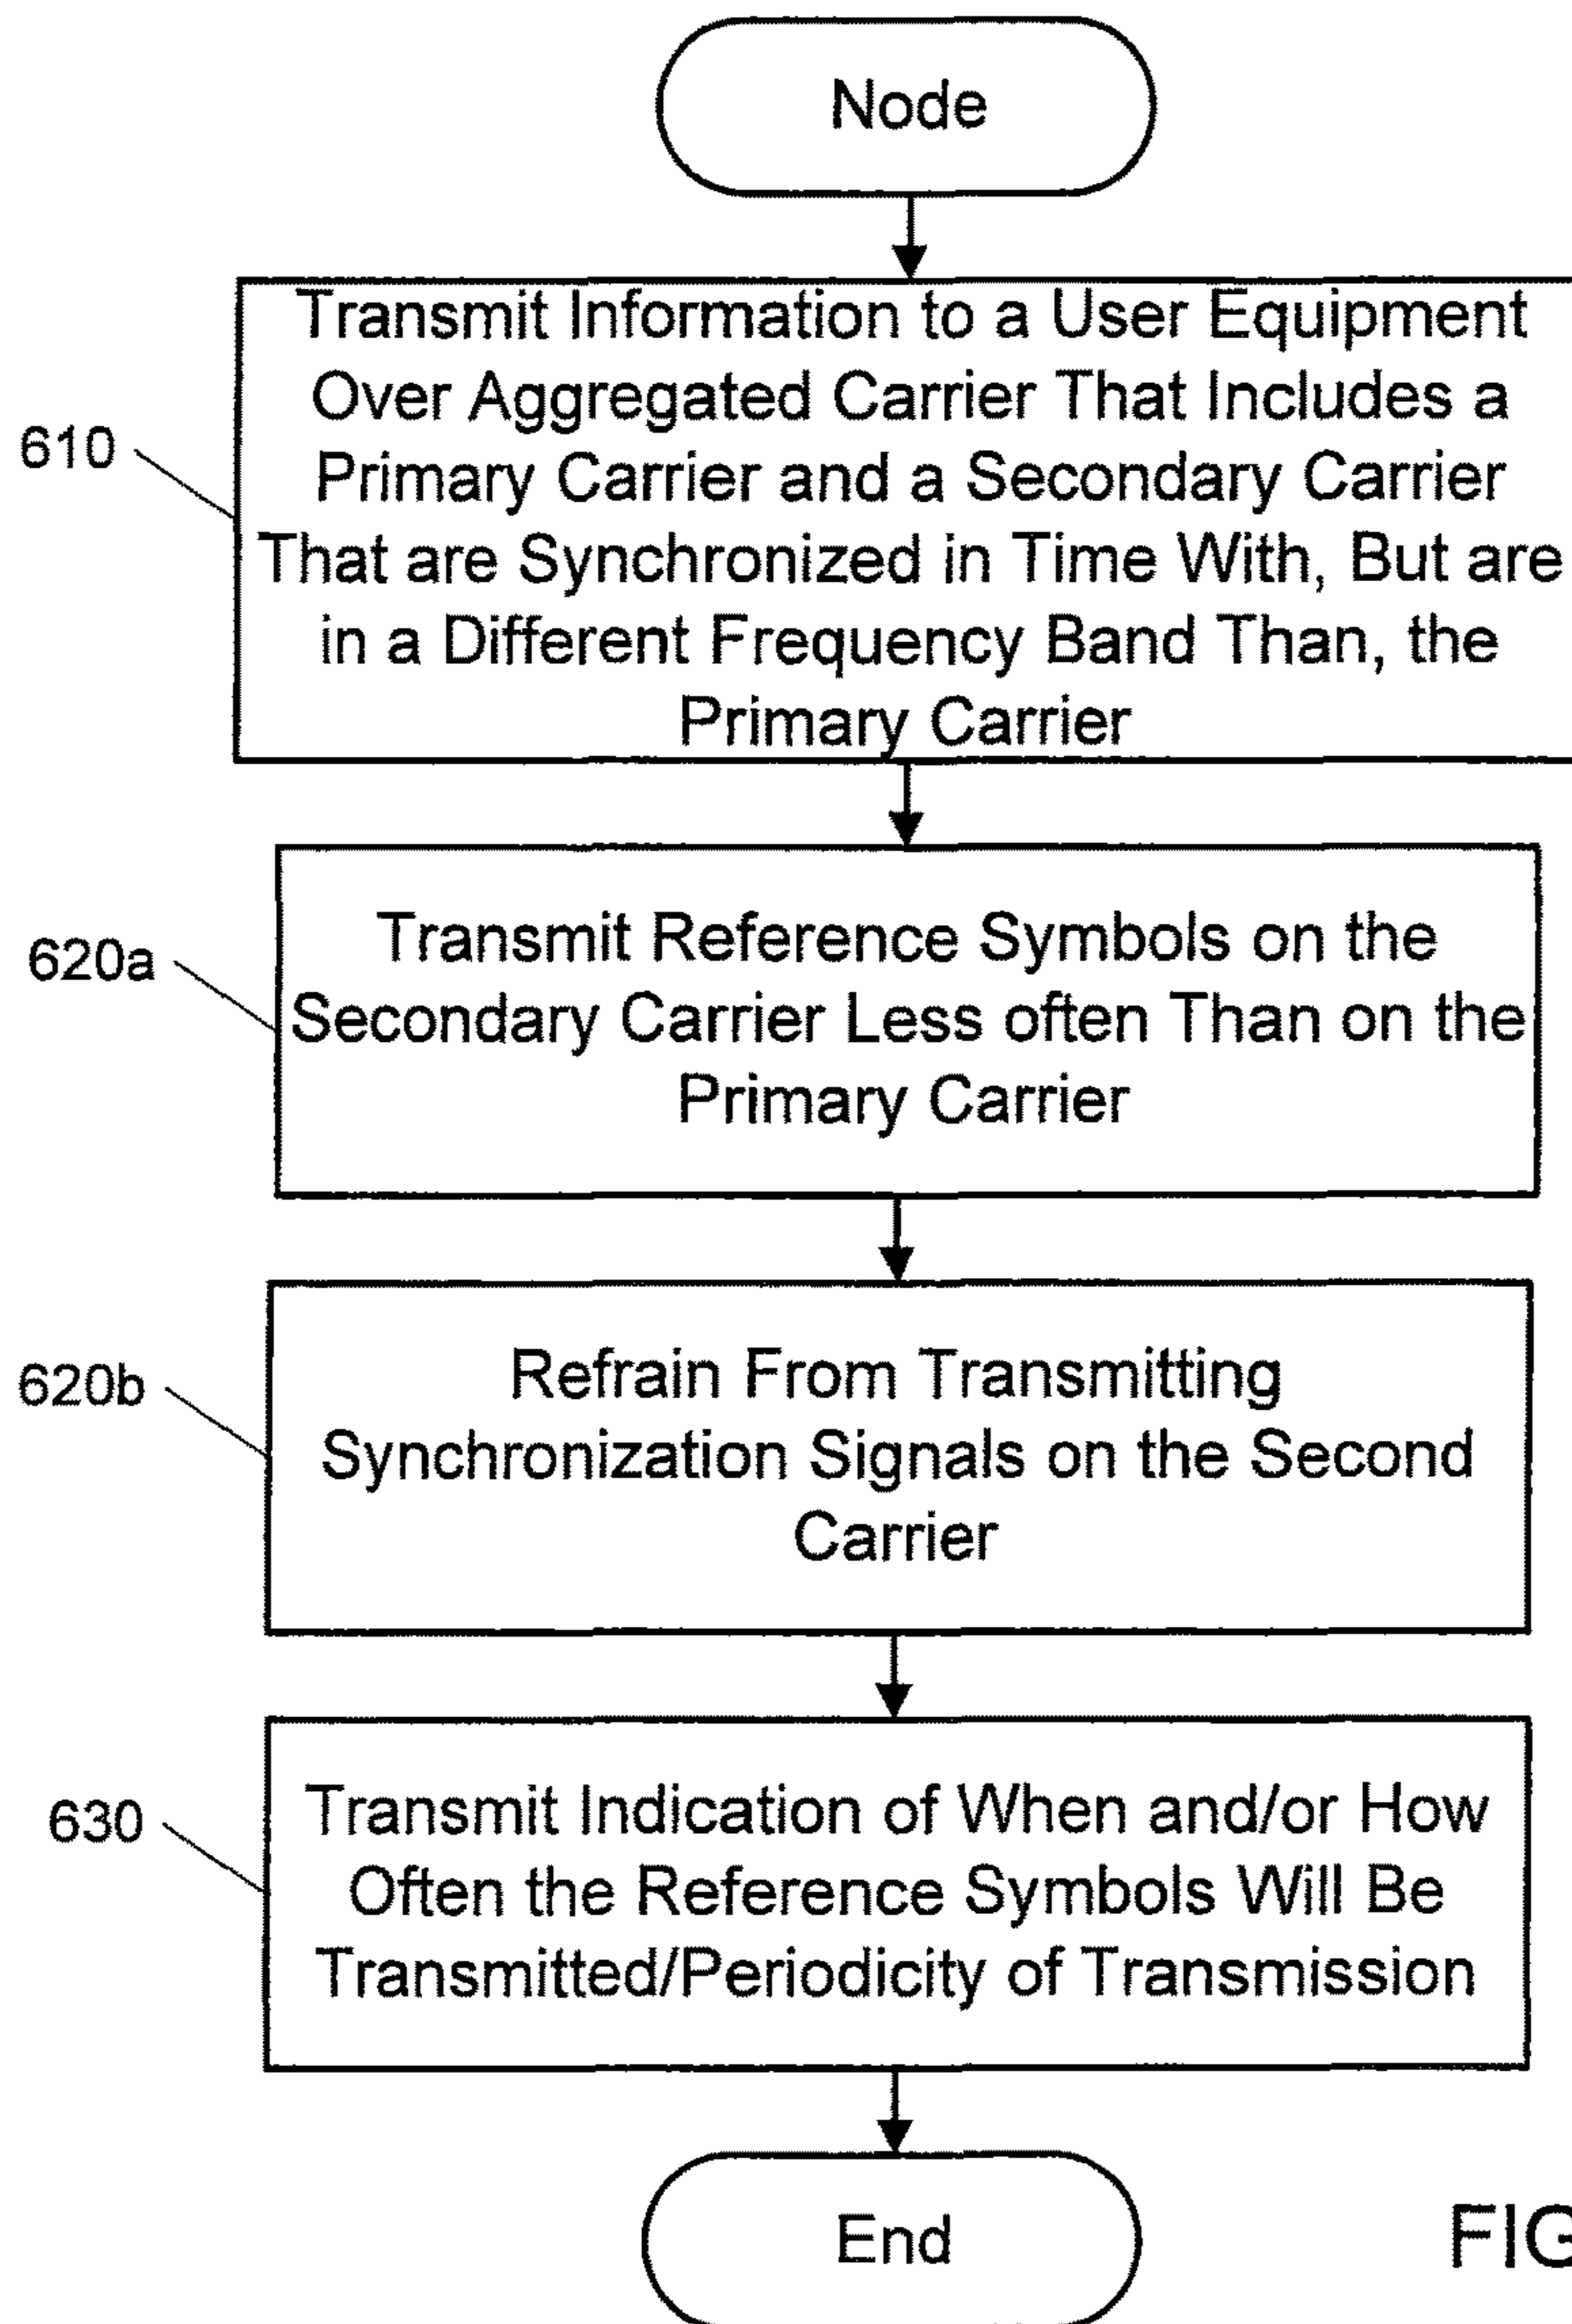 Node
Transmit Information to a User Equipment
Over Aggregated Carrier That Includes a
610
Primary Carrier and a Secondary Carrier
That are Synchronized in Time With, But are
in a Different Frequency Band Than, the
Primary Carrier
620a
Transmit Reference Symbols on the
Secondary Carrier Less often Than on the
Primary Carrier
620b
Refrain From Transmitting
Synchronization Signals on the Second
Carrier
630
Transmit Indication of When and/or How
Often the Reference Symbols Will Be
Transmitted/Periodicity of Transmission
End
FIG